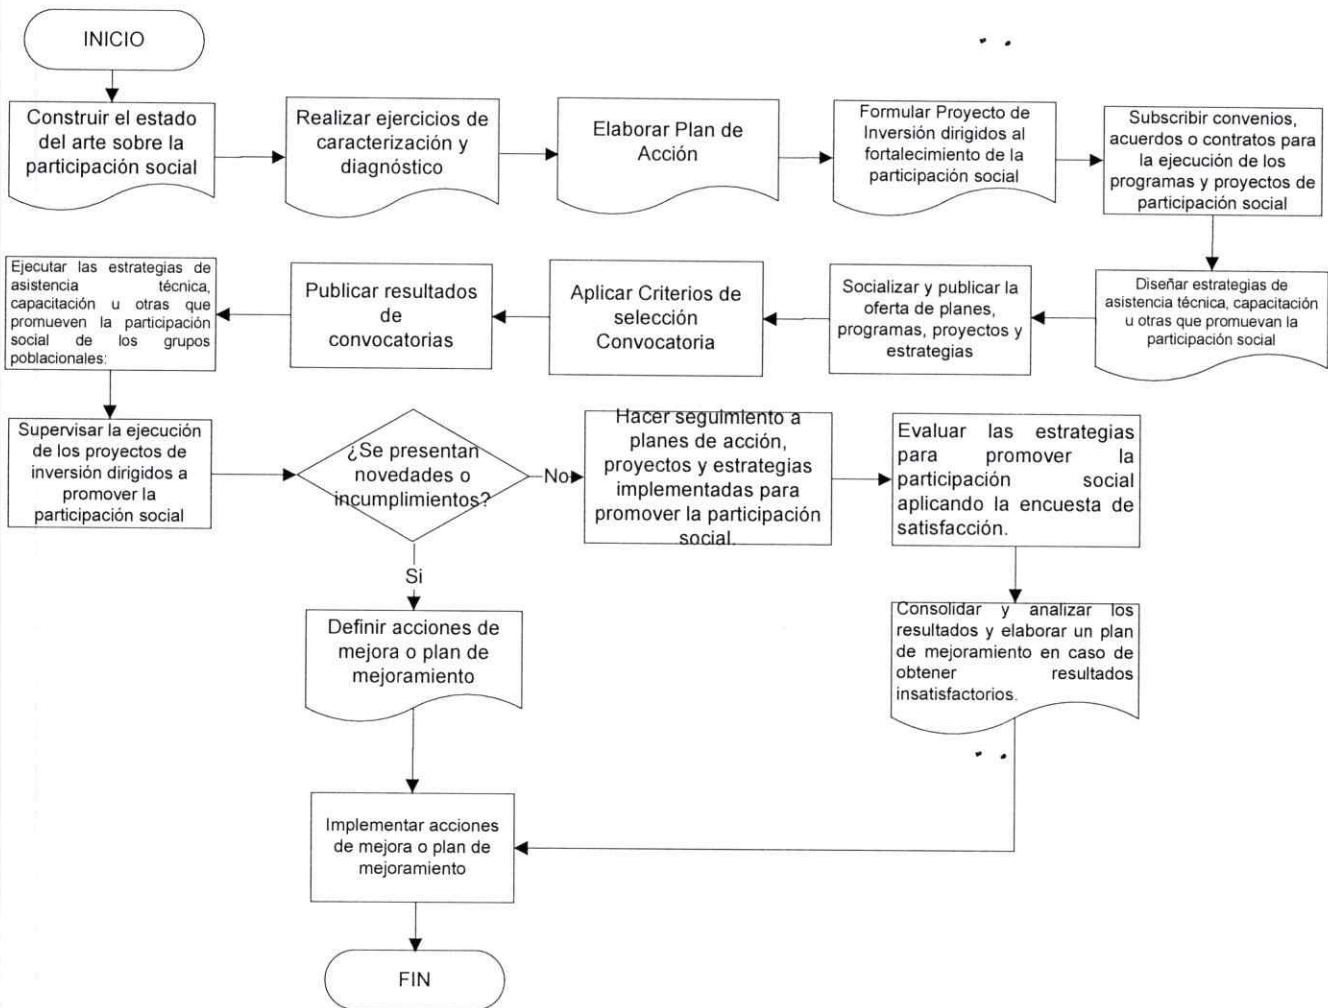 INICIO
Construir el estado
del arte sobre la
participación social
Realizar ejercicios de
caracterización y
diagnóstico
Elaborar Plan de
Acción
Formular Proyecto de
Inversión dirigidos al
fortalecimiento de la
participación social
Subscribir convenios,
acuerdos o contratos para
la ejecución de los
programas y proyectos de
participación social
Diseñar estrategias de
asistencia técnica, capacitación
u otras que promuevan la
participación social
Socializar y publicar la
oferta de planes,
programas, proyectos y
estrategias
Aplicar Criterios de
selección
Convocatoria
Publicar resultados
de
convocatorias
Ejecutar las estrategias de
asistencia técnica,
capacitación u otras que
promueven la participación
social de los grupos
poblacionales:
Supervisar la ejecución
de los proyectos de
inversión dirigidos a
promover la
participación social
¿Se presentan
novedades o
incumplimientos?
No
Hacer seguimiento a
planes de acción,
proyectos y estrategias
implementadas para
promover la participación
social.
Evaluar las estrategias
para promover la
participación social
aplicando la encuesta de
satisfacción.
Si
Definir acciones de
mejora o plan de
mejoramiento
Consolidar y analizar los
resultados y elaborar un plan
de mejoramiento en caso de
obtener resultados
insatisfactorios.
Implementar acciones
de mejora o plan de
mejoramiento
FIN